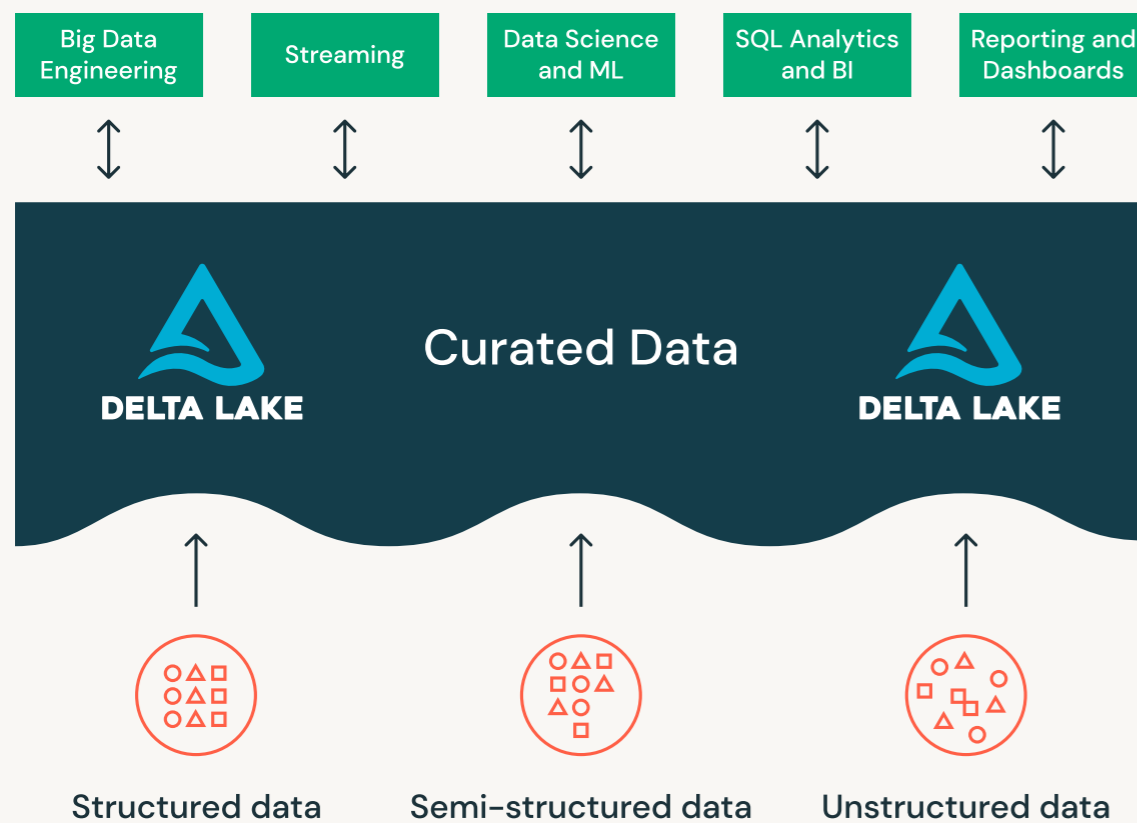 Big Data
Engineering
Streaming
Data Science
and ML
SQL Analytics
and BI
Reporting and
Dashboards
Curated Data
DELTA LAKE
DELTA LAKE
Structured data
Semi-structured data
Unstructured data